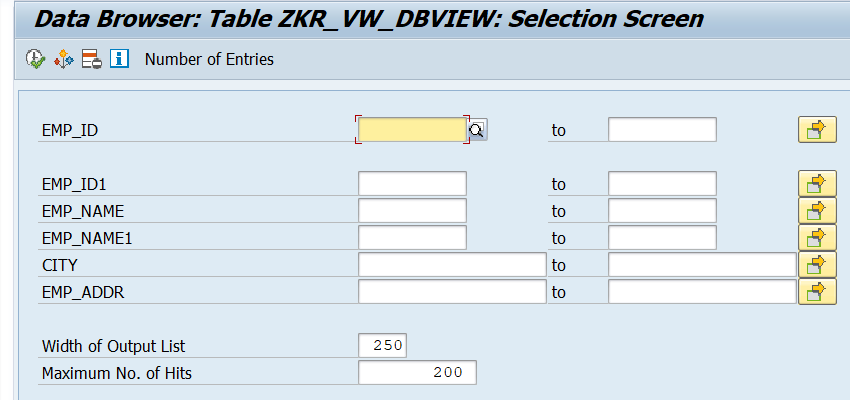 Data Browser: Table ZKR_VW_DBVIEW: Selection Screen
Number of Entries
EMP_ID to
EMP_ID1 to
EMP_NAME to
EMP_NAME1 to
CITY to
EMP_ADDR to
Width of Output List 250
Maximum No. of Hits 200